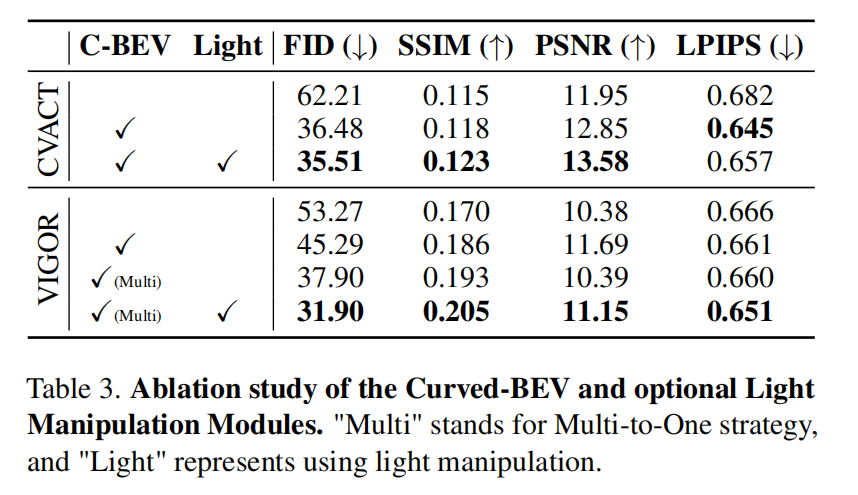 C-BEV Light FID (↓) SSIM (↑) PSNR (↑) LPIPS (↓)
CVACT
62.21 0.115 11.95 0.682
✓ 36.48 0.118 12.85 0.645
✓ ✓ 35.51 0.123 13.58 0.657
VIGOR
53.27 0.170 10.38 0.666
✓ 45.29 0.186 11.69 0.661
✓(Multi) 37.90 0.193 10.39 0.660
✓(Multi) ✓ 31.90 0.205 11.15 0.651
Table 3. Ablation study of the Curved-BEV and optional Light
Manipulation Modules. "Multi" stands for Multi-to-One strategy,
and "Light" represents using light manipulation.